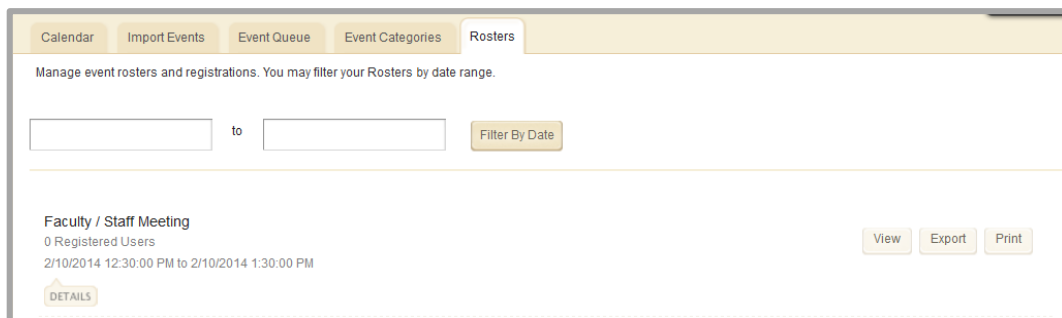 Calendar Import Events Event Queue Event Categories Rosters
Manage event rosters and registrations. You may filter your Rosters by date range.
to Filter By Date
Faculty / Staff Meeting
0 Registered Users
View Export Print
2/10/2014 12:30:00 PM to 2/10/2014 1:30:00 PM
DETAILS